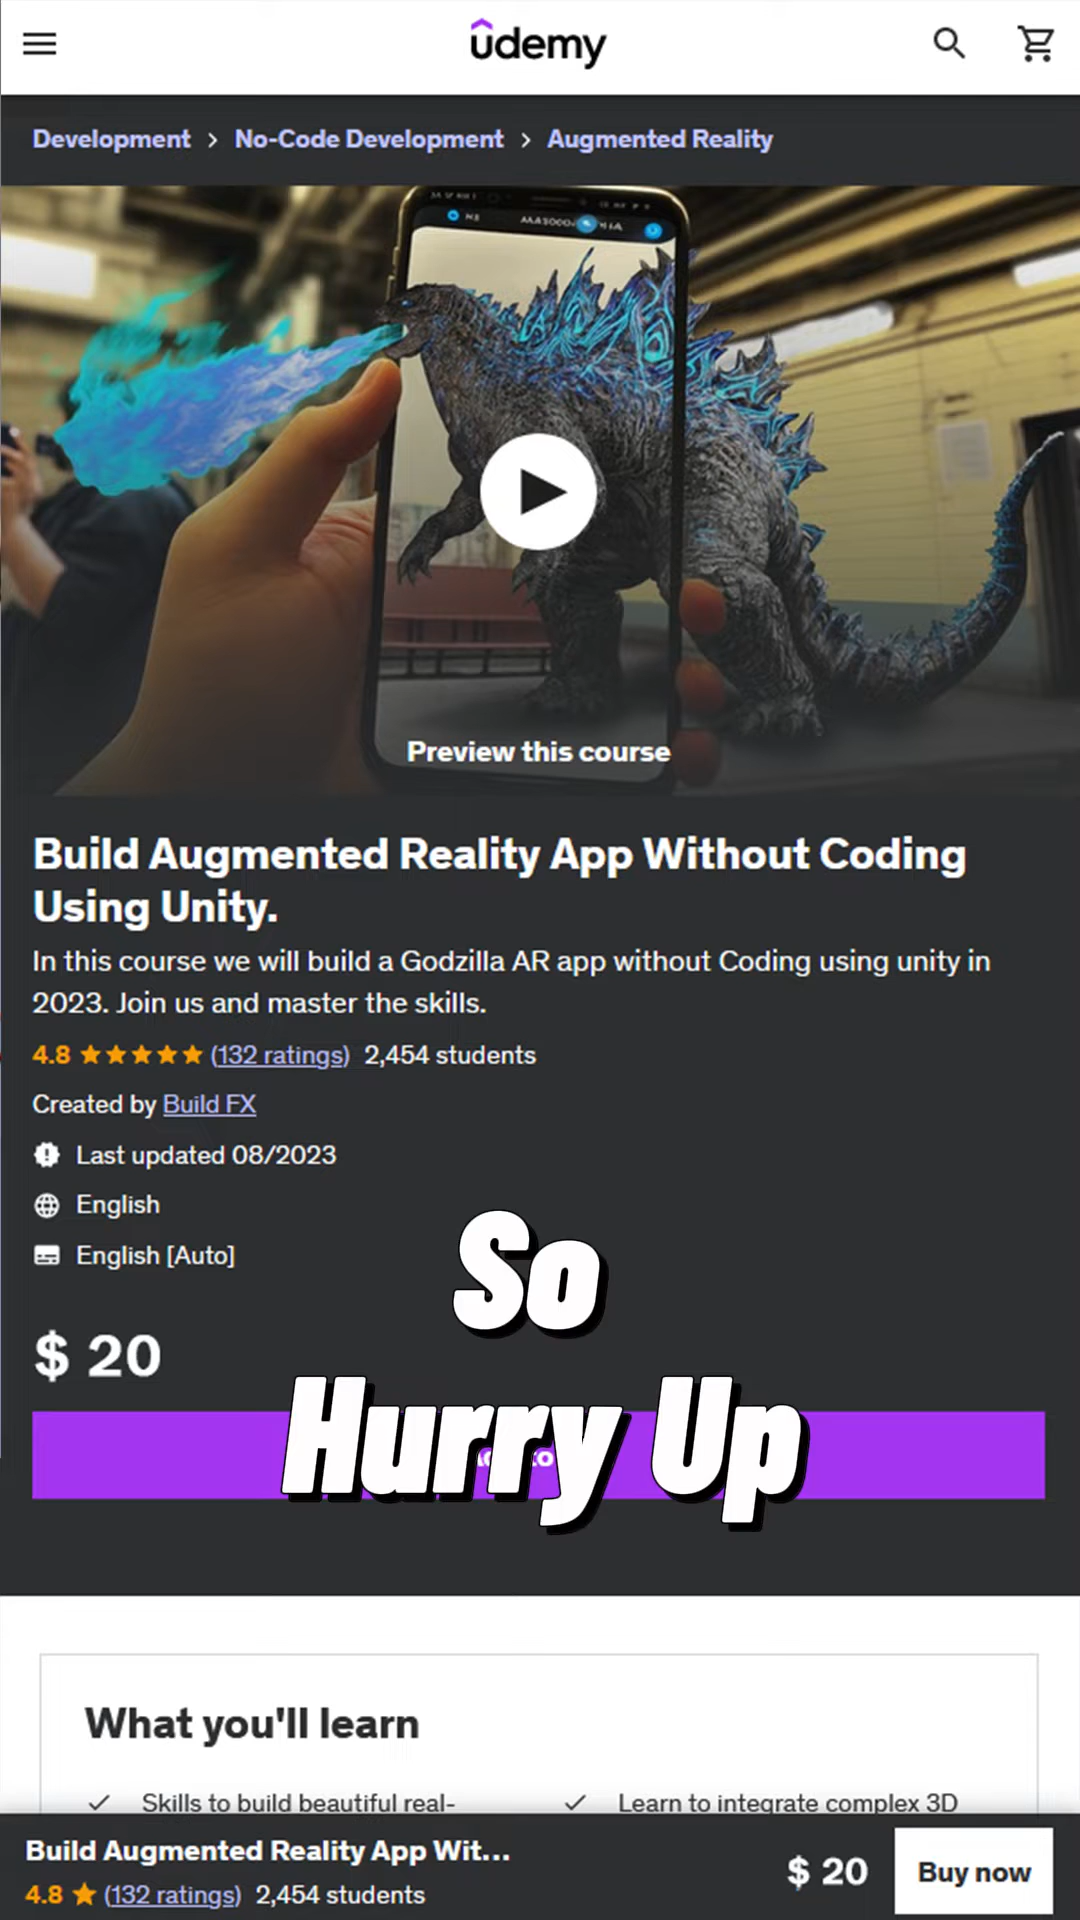 udemy
Development > No-Code Development > Augmented Reality
Preview this course
Build Augmented Reality App Without Coding
Using Unity.
In this course we will build a Godzilla AR app without Coding using unity in
2023. Join us and master the skills.
4.8 ★★★★★ (132 ratings) 2,454 students
Created by Build FX
Last updated 08/2023
English
English [Auto]
So
$ 20
Hurry Up
What you'll learn
✓ Skills to build beautiful real-
✓ Learn to integrate complex 3D
Build Augmented Reality App Wit...
4.8 ★ (132 ratings) 2,454 students
$ 20
Buy now